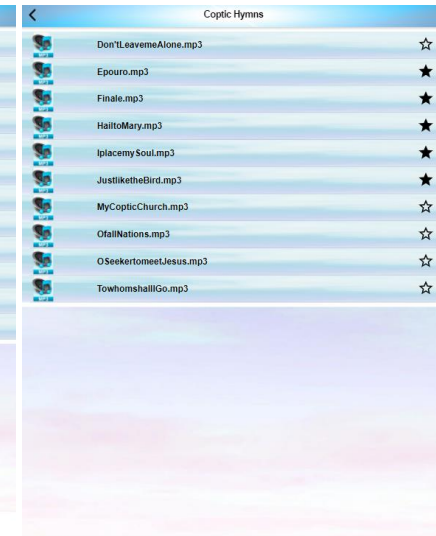 Coptic Hymns
Don'tLeavemeAlone.mp3
Epouro.mp3
Finale.mp3
HailtoMary.mp3
IplacemySoul.mp3
JustliketheBird.mp3
MyCopticChurch.mp3
OfallNations.mp3
OSeekertomeetJesus.mp3
TowhomshallIGo.mp3